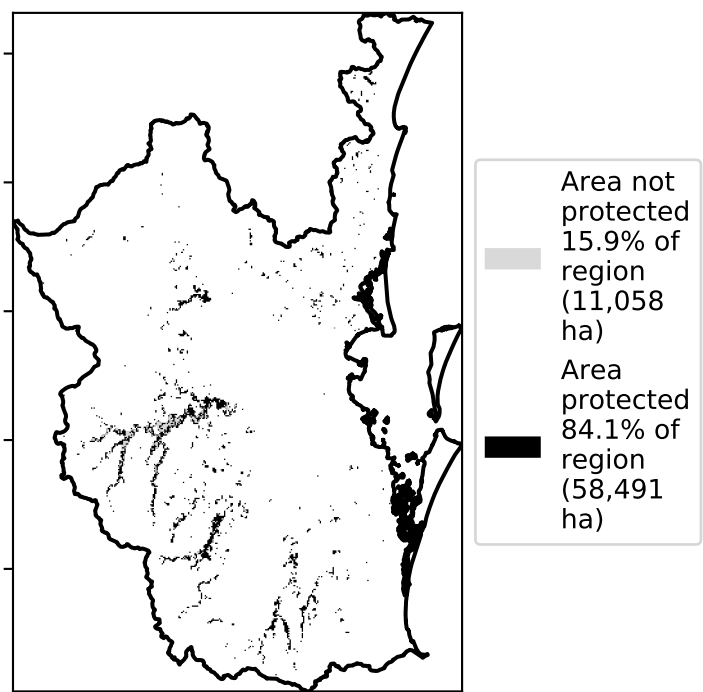 Area not
protected
15.9% of
region
(11,058
ha)
Area
protected
84.1% of
region
(58,491
ha)